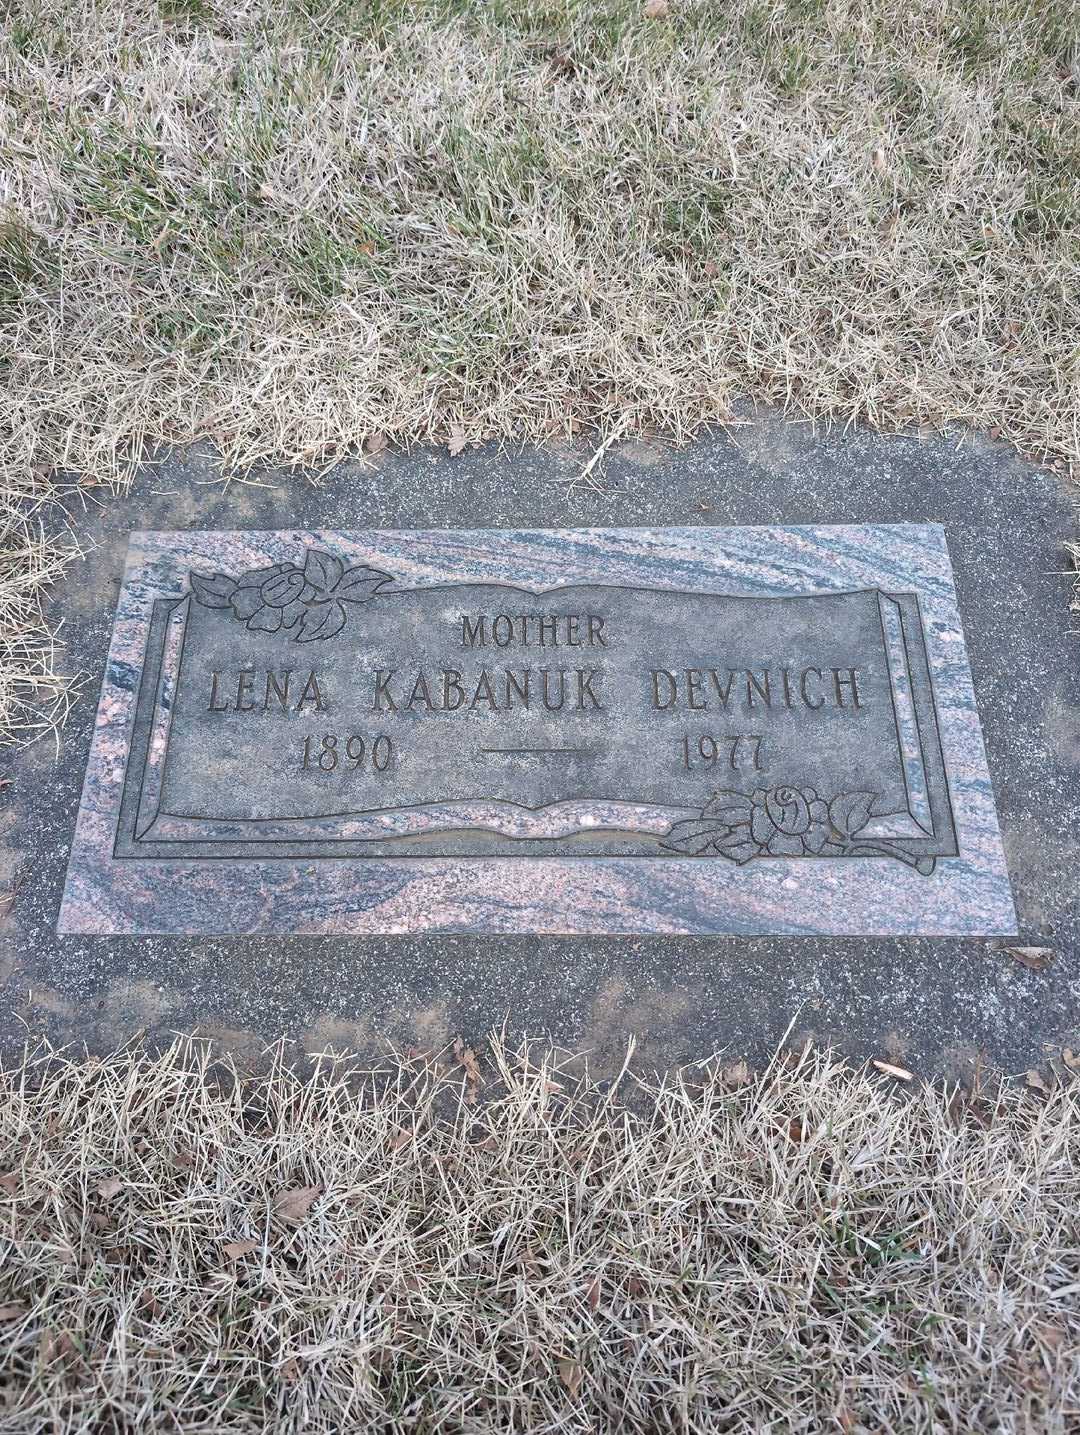 MOTHER
LENA KABANUK DEVNICH
1890 — 1977